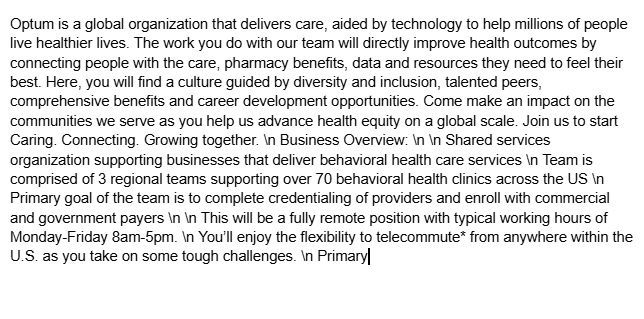 Optum is a global organization that delivers care, aided by technology to help millions of people
live healthier lives. The work you do with our team will directly improve health outcomes by
connecting people with the care, pharmacy benefits, data and resources they need to feel their
best. Here, you will find a culture guided by diversity and inclusion, talented peers,
comprehensive benefits and career development opportunities. Come make an impact on the
communities we serve as you help us advance health equity on a global scale. Join us to start
Caring. Connecting. Growing together. \n Business Overview: \n \n Shared services
organization supporting businesses that deliver behavioral health care services \n Team is
comprised of 3 regional teams supporting over 70 behavioral health clinics across the US \n
Primary goal of the team is to complete credentialing of providers and enroll with commercial
and government payers \n \n This will be a fully remote position with typical working hours of
Monday-Friday 8am-5pm. \n You’ll enjoy the flexibility to telecommute* from anywhere within the
U.S. as you take on some tough challenges. \n Primary